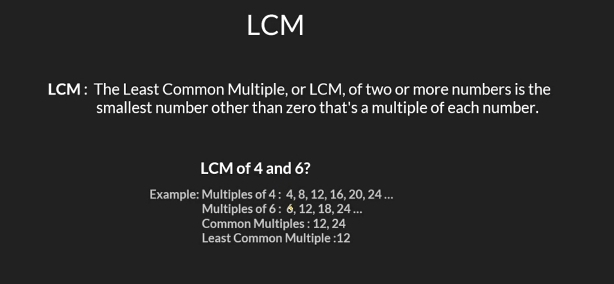 LCM
LCM : The Least Common Multiple, or LCM, of two or more numbers is the
smallest number other than zero that's a multiple of each number.
LCM of 4 and 6?
Example: Multiples of 4 : 4, 8, 12, 16, 20, 24 ...
Multiples of 6 : 6, 12, 18, 24 ...
Common Multiples : 12, 24
Least Common Multiple :12